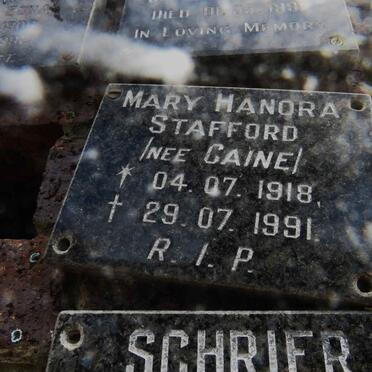 IN LOVING MEMORY
MARY HANORA
STAFFORD
/NEE CAINE/
* 04. 07. 1918
† 29. 07. 1991.
R. I. P.
SCHRIER